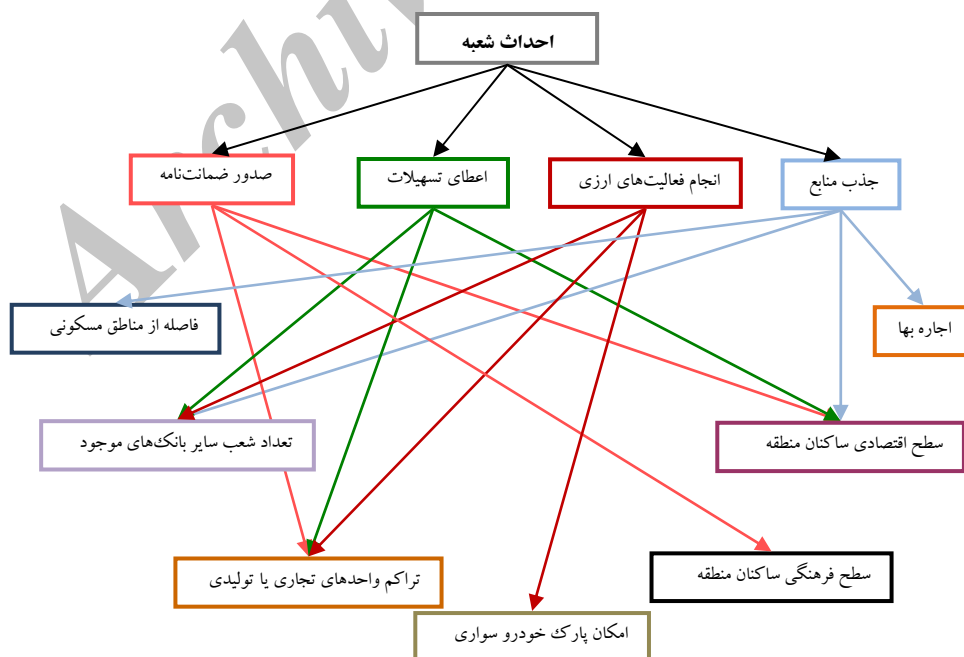 احداث شعبه
جذب منابع
انجام فعالیت‌های ارزی
اعطای تسهیلات
صدور ضمانت‌نامه
اجاره بها
فاصله از مناطق مسکونی
سطح اقتصادی ساکنان منطقه
تعداد شعب سایر بانک‌های موجود
سطح فرهنگی ساکنان منطقه
تراکم واحدهای تجاری یا تولیدی
امکان پارک خودرو سواری